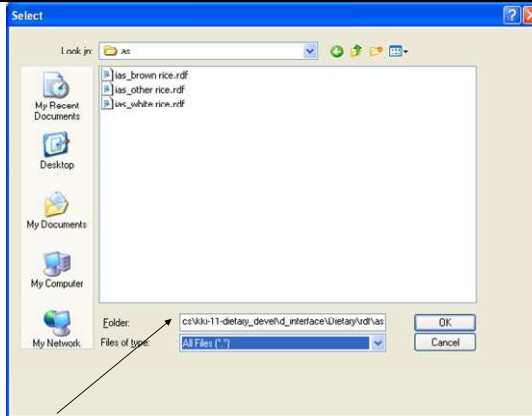 Select
Look in:
as
ias_brown rice.rdf
ias_other rice.rdf
ias_white rice.rdf
My Recent
Documents
Desktop
My Documents
My Computer
My Network
Folder:
cs\kki-11-dietary_devel\d_interface\Dietary\rdf\as
OK
Files of type:
All Files (*.*)
Cancel